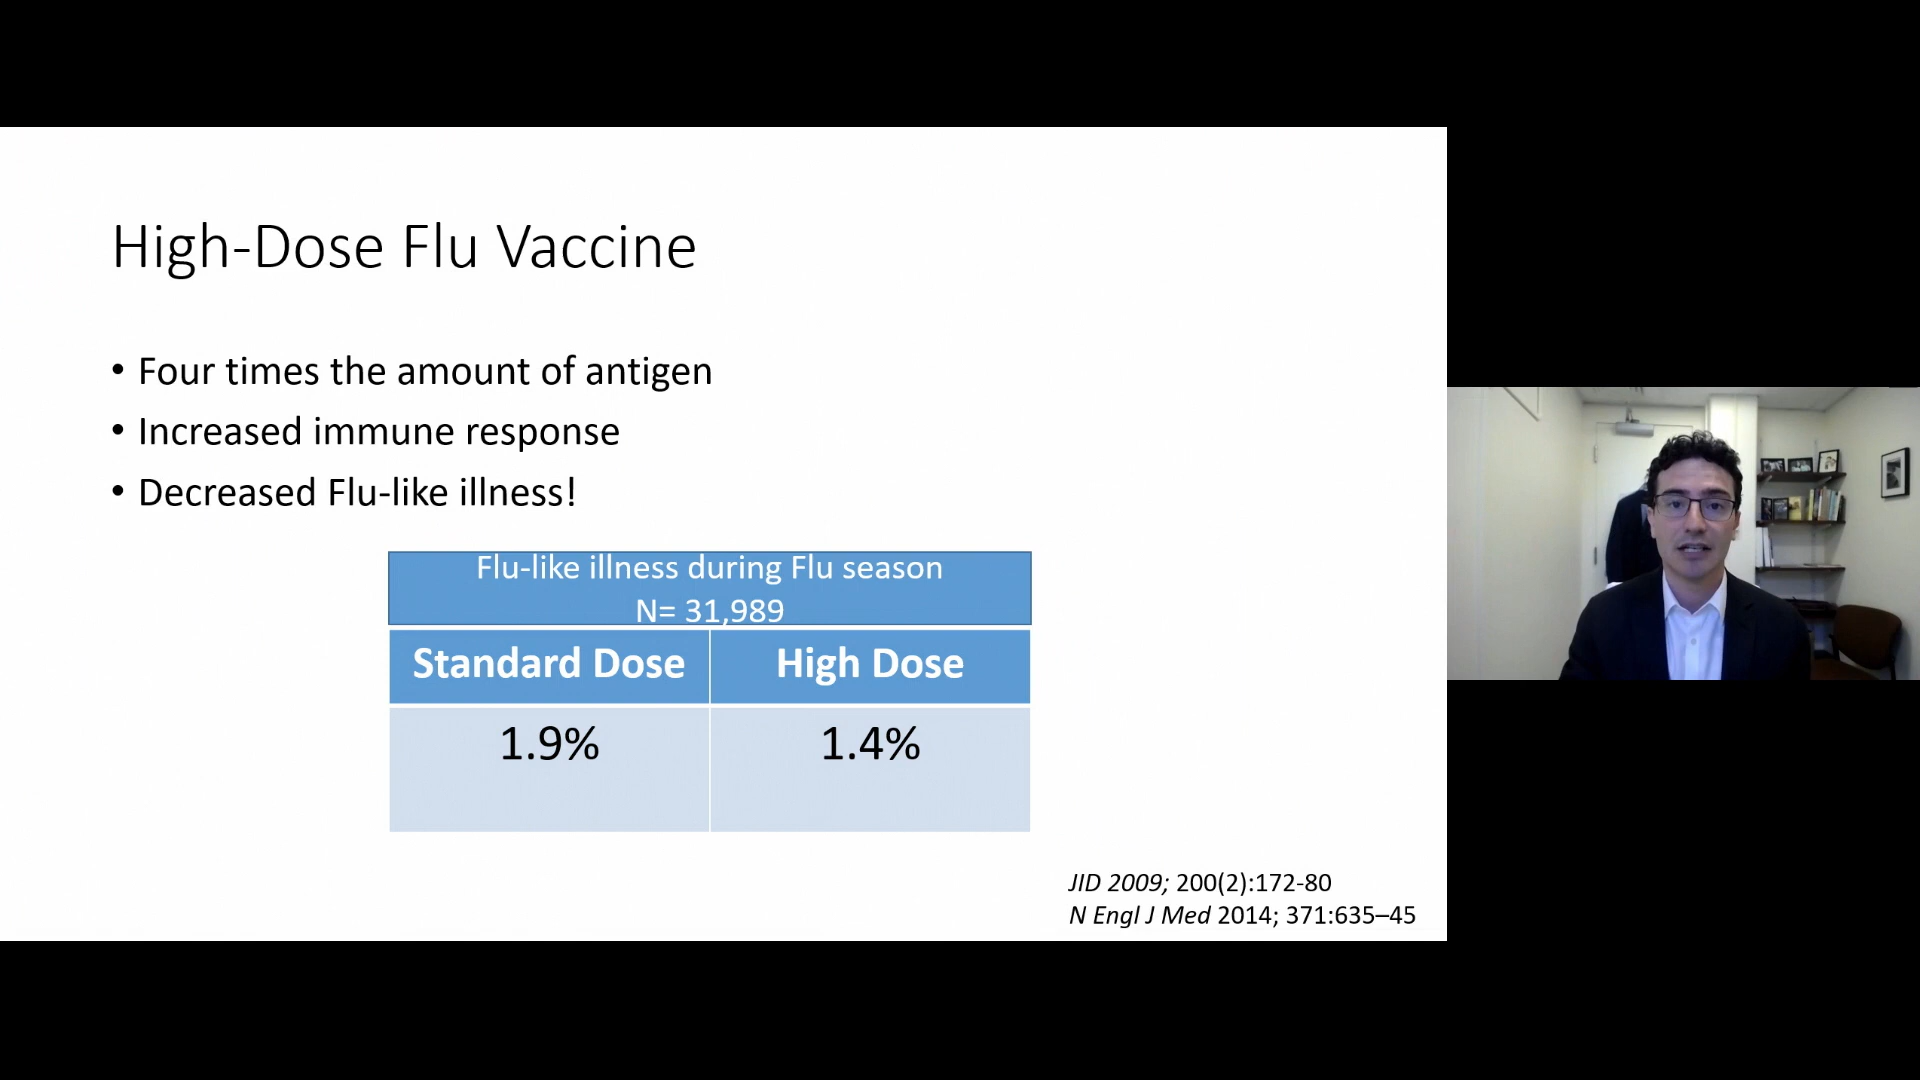 High-Dose Flu Vaccine
• Four times the amount of antigen
• Increased immune response
• Decreased Flu-like illness!
Flu-like illness during Flu season
N= 31,989
Standard Dose High Dose
1.9% 1.4%
JID 2009; 200(2):172-80
N Engl J Med 2014; 371:635–45